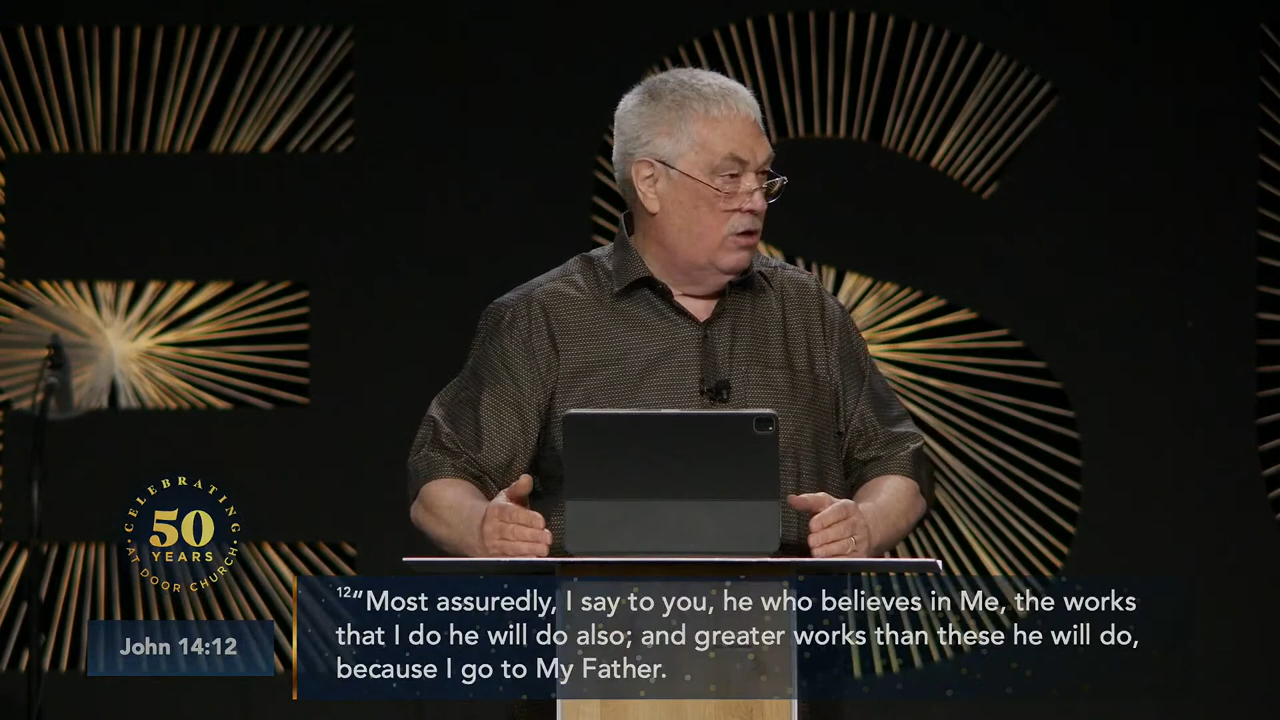 ES
CELEBRATING
50
YEARS
AT DOOR CHURCH
John 14:12
¹²“Most assuredly, I say to you, he who believes in Me, the works
that I do he will do also; and greater works than these he will do,
because I go to My Father.